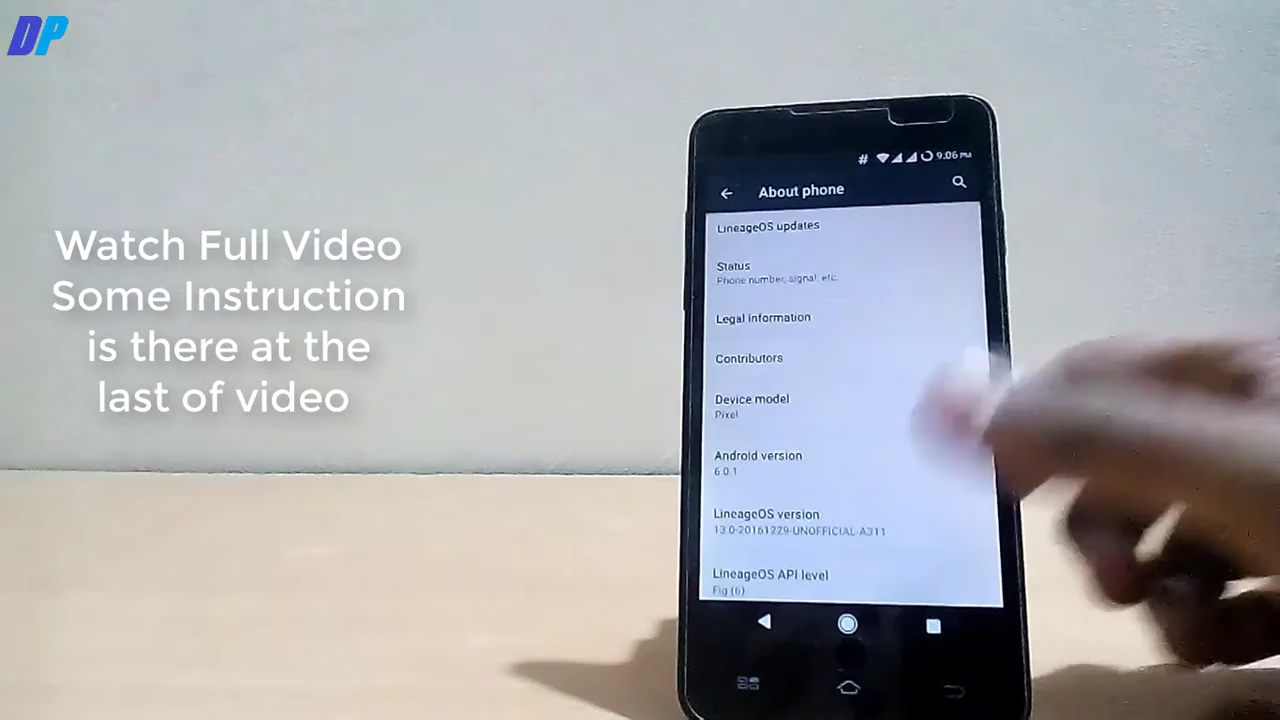 DP
Watch Full Video
Some Instruction
is there at the
last of video
# 9.06 PM
About phone
LineageOS updates
Status
Phone number, signal, etc.
Legal information
Contributors
Device model
Pixel
Android version
6.0.1
LineageOS version
13.0-20161229-UNOFFICIAL-A311
LineageOS API level
Fig (6)